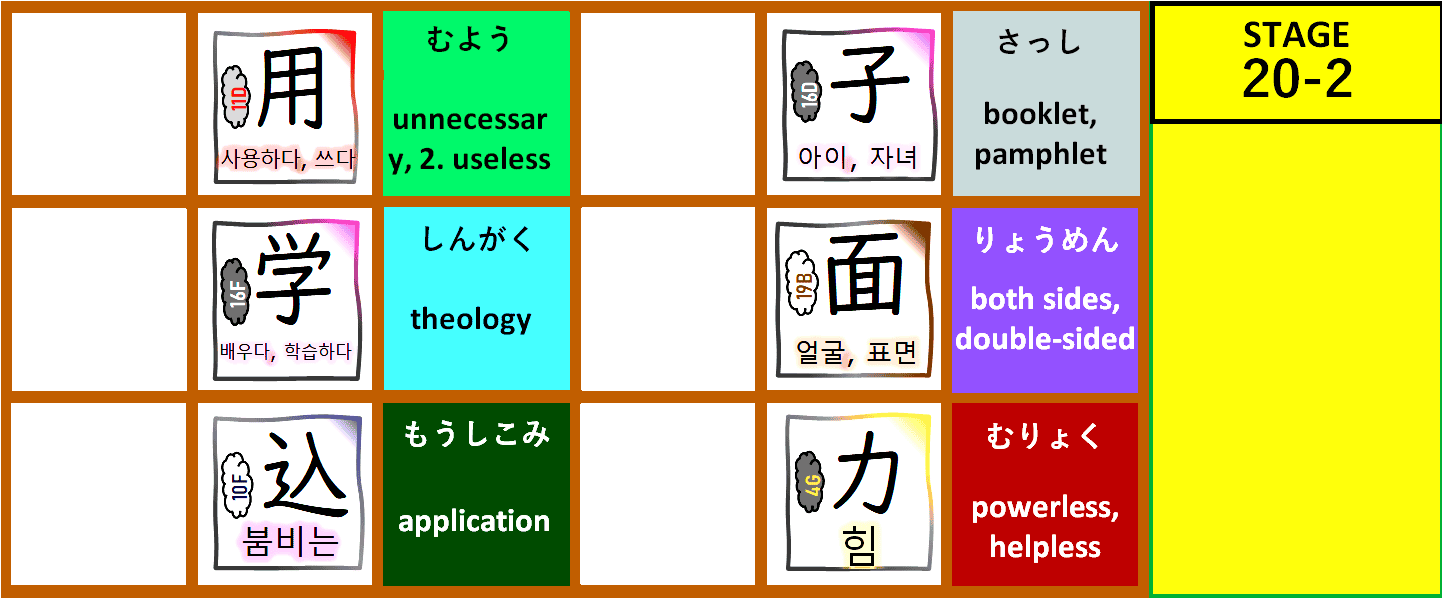 11D
用
사용하다, 쓰다
むよう
unnecessar
y, 2. useless
16D
子
아이, 자녀
さっし
booklet,
pamphlet
STAGE
20-2
16F
学
배우다, 학습하다
しんがく
theology
19B
面
얼굴, 표면
りょうめん
both sides,
double-sided
10F
込
붐비는
もうしこみ
application
4G
力
힘
むりょく
powerless,
helpless